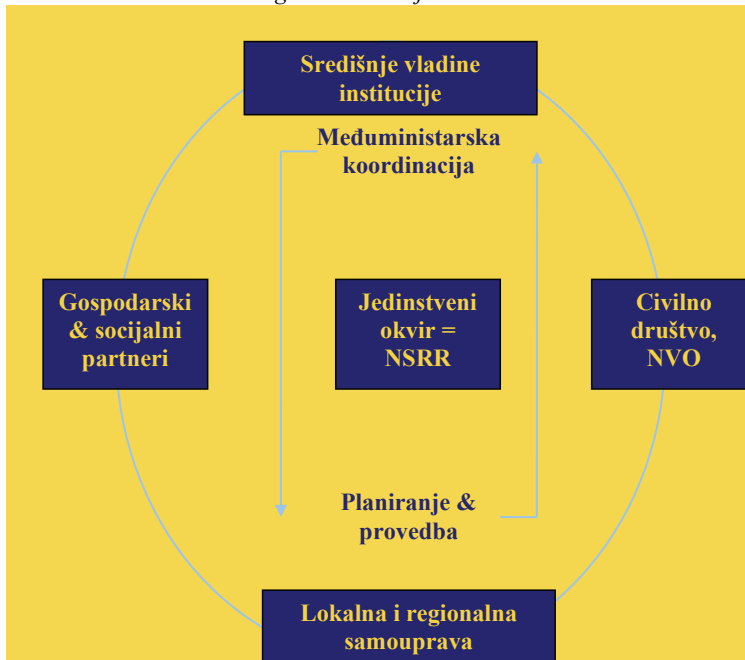 Središnje vladine
institucije
Međuministarska
koordinacija
Gospodarski
& socijalni
partneri
Jedinstveni
okvir =
NSRR
Civilno
društvo,
NVO
Planiranje &
provedba
Lokalna i regionalna
samouprava